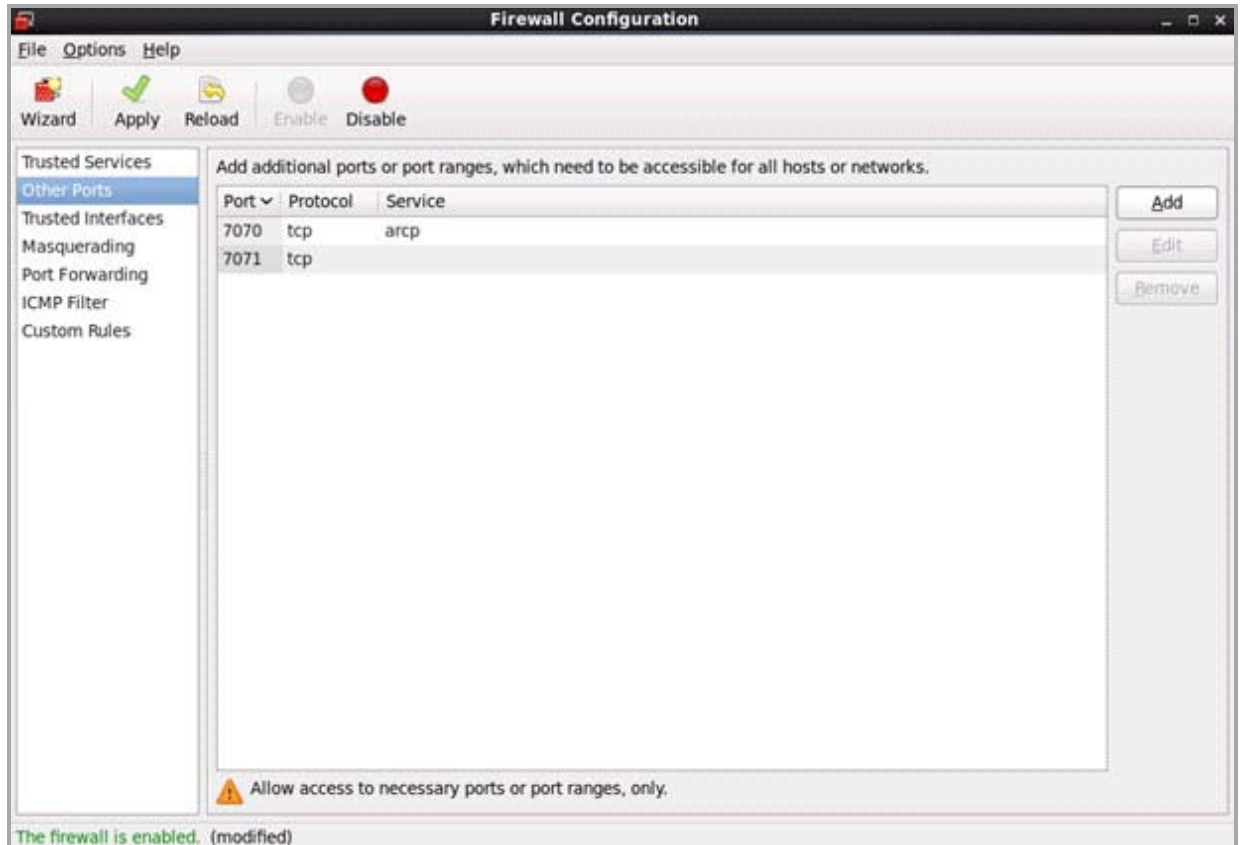 Firewall Configuration
File Options Help
Wizard Apply Reload Enable Disable
Trusted Services
Other Ports
Trusted Interfaces
Masquerading
Port Forwarding
ICMP Filter
Custom Rules
Add additional ports or port ranges, which need to be accessible for all hosts or networks.
Port Protocol Service
7070 tcp arcp
7071 tcp
Add
Edit
Remove
Allow access to necessary ports or port ranges, only.
The firewall is enabled. (modified)